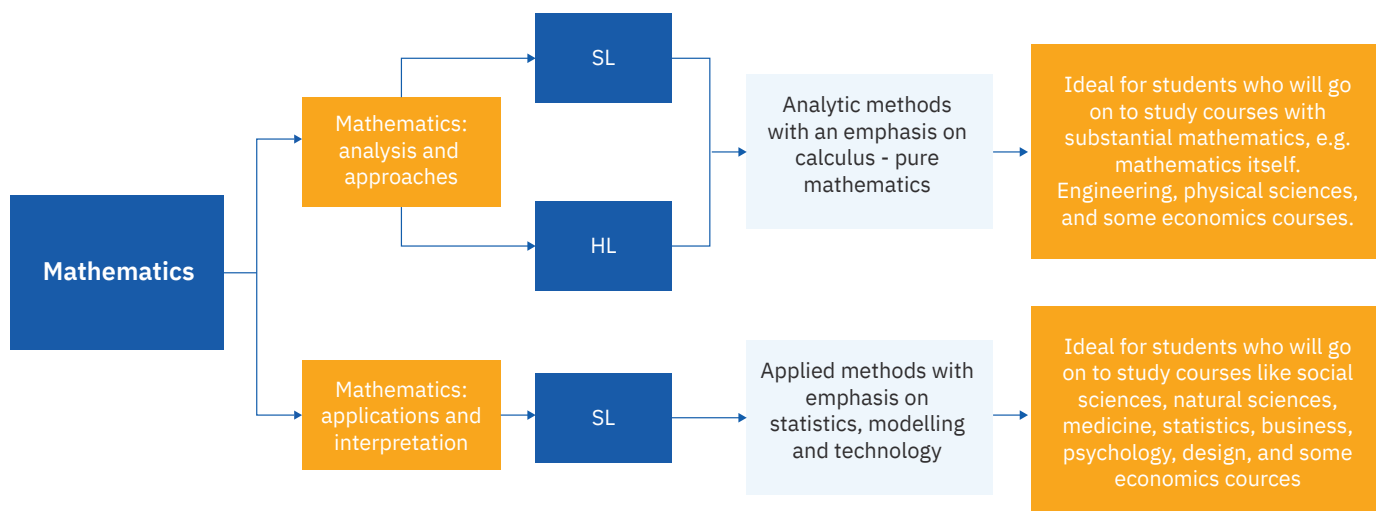 Mathematics
Mathematics:
analysis and
approaches
SL
HL
Analytic methods
with an emphasis on
calculus - pure
mathematics
Ideal for students who will go
on to study courses with
substantial mathematics, e.g.
mathematics itself.
Engineering, physical sciences,
and some economics courses.
Mathematics:
applications and
interpretation
SL
Applied methods with
emphasis on
statistics, modelling
and technology
Ideal for students who will go
on to study courses like social
sciences, natural sciences,
medicine, statistics, business,
psychology, design, and some
economics cources